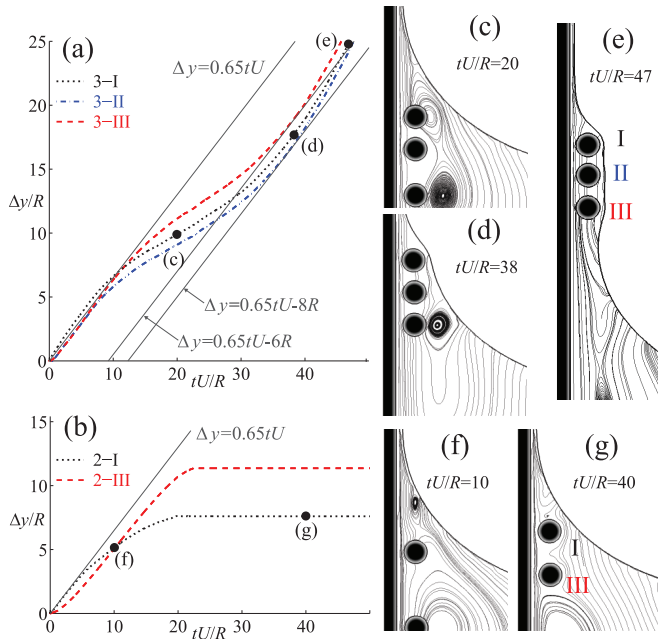 (a)
25
20
15
10
5
0
Δy/R
3–I
3–II
3–III
Δy=0.65tU
(c)
(d)
(e)
Δy=0.65tU-8R
Δy=0.65tU-6R
0 10 20 30 40
tU/R
(b)
15
10
5
0
Δy/R
2–I
2–III
Δy=0.65tU
(f)
(g)
0 10 20 30 40
tU/R
(c)
tU/R=20
(d)
tU/R=38
(e)
tU/R=47
I
II
III
(f)
tU/R=10
(g)
tU/R=40
I
III